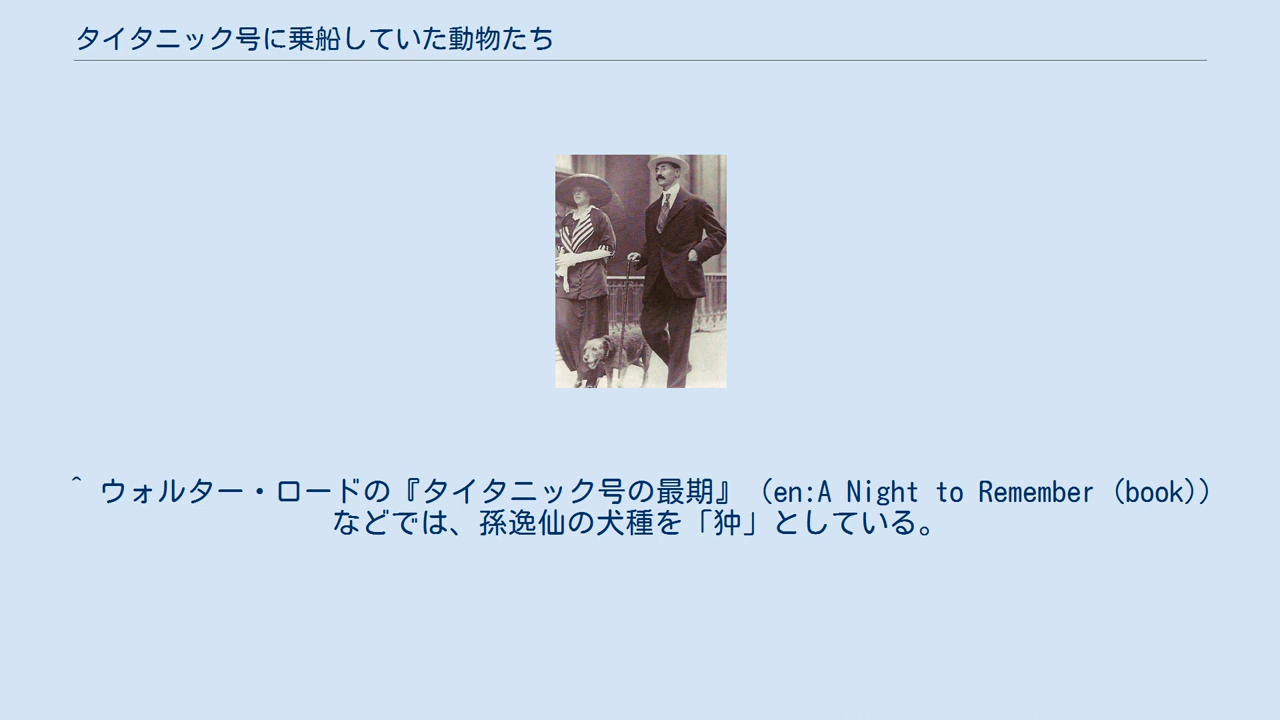 タイタニック号に乗船していた動物たち
^ ウォルター・ロードの『タイタニック号の最期』（en:A Night to Remember (book)）
などでは、孫逸仙の犬種を「狆」としている。